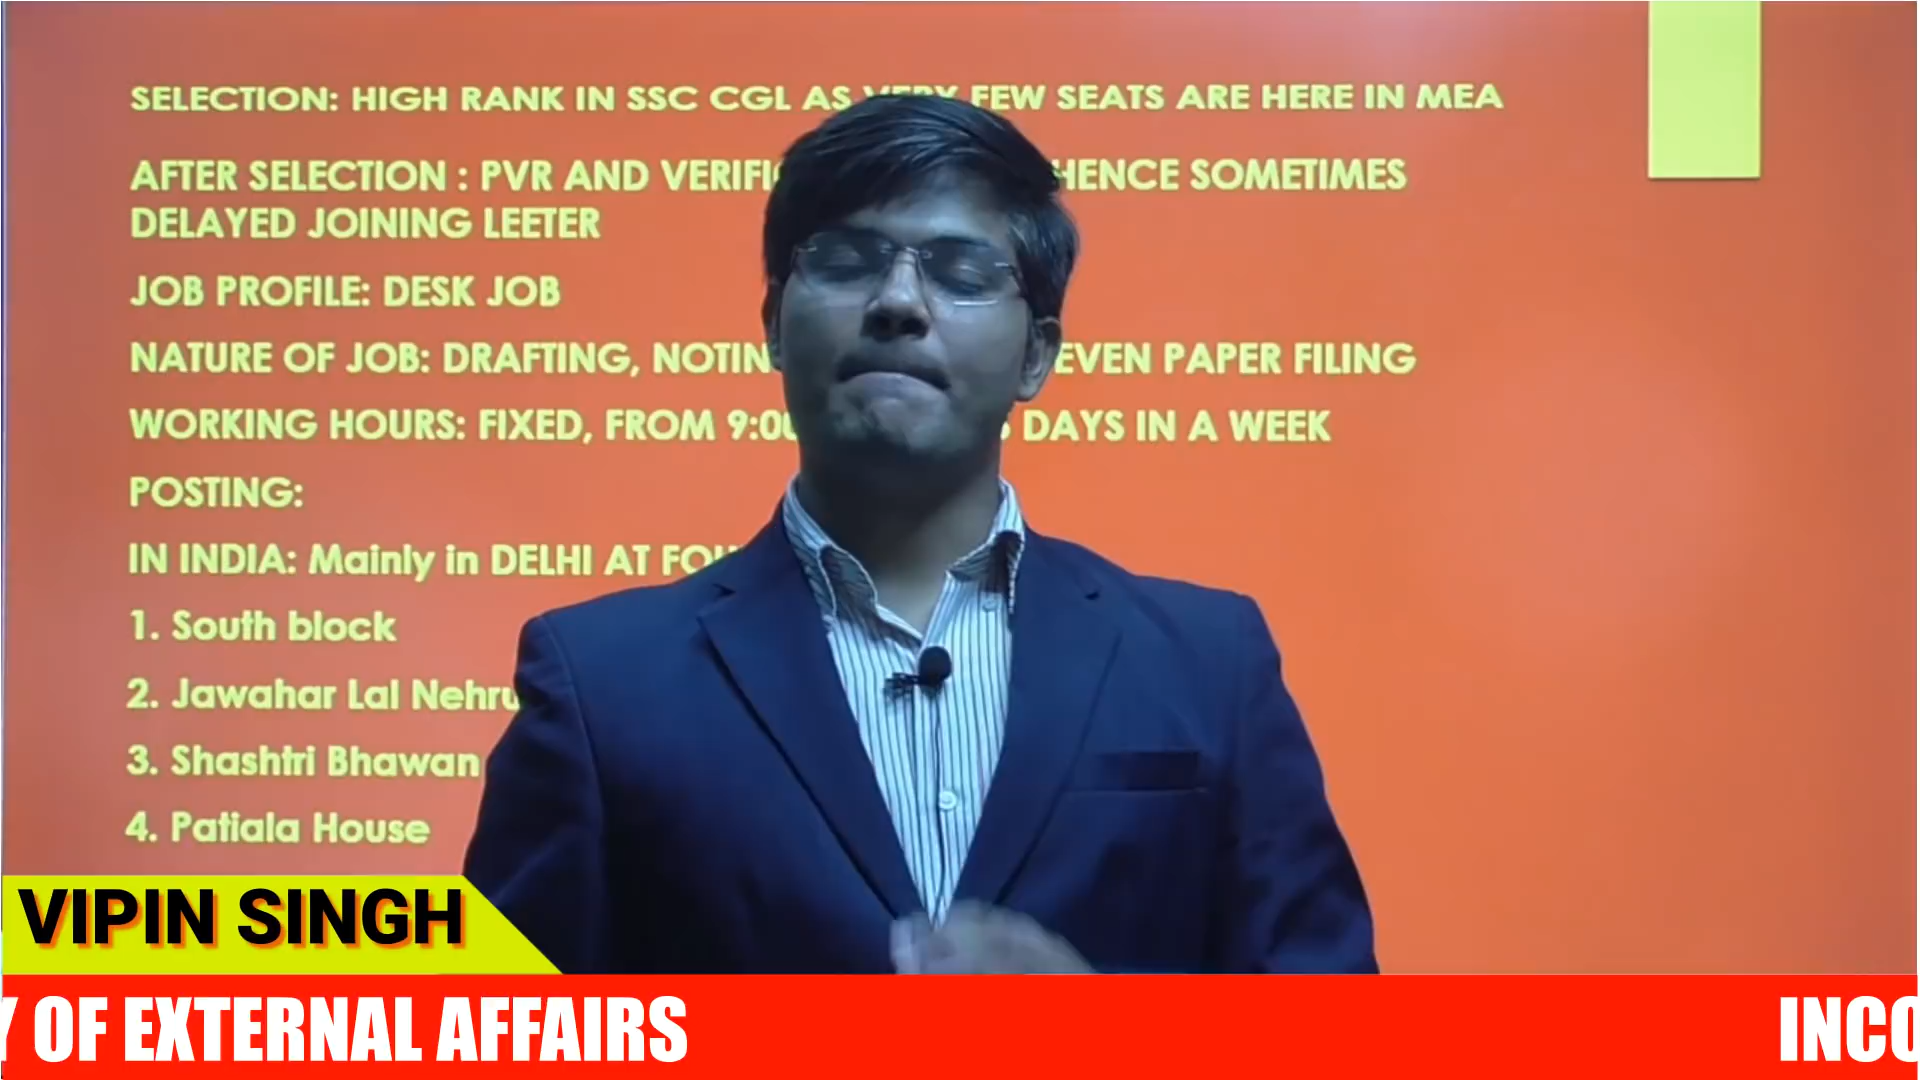 SELECTION: HIGH RANK IN SSC CGL AS VERY FEW SEATS ARE HERE IN MEA
AFTER SELECTION : PVR AND HENCE SOMETIMES
DELAYED JOINING LEETER
JOB PROFILE: DESK JOB
NATURE OF JOB: DRAFTING, EVEN PAPER FILING
WORKING HOURS: FIXED, FROM DAYS IN A WEEK
POSTING:
IN INDIA: Mainly in DELHI AT
1. South block
2. Jawahar Lal Nehru
3. Shashtri Bhawan
4. Patiala House
VIPIN SINGH
OF EXTERNAL AFFAIRS